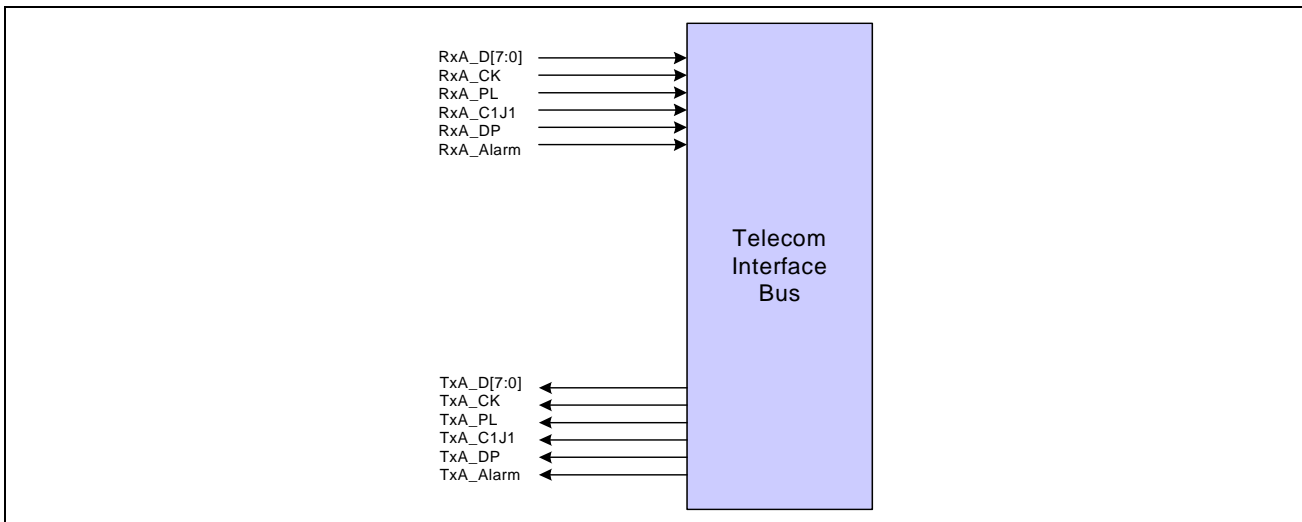 RxA_D[7:0]
RxA_CK
RxA_PL
RxA_C1J1
RxA_DP
RxA_Alarm
Telecom
Interface
Bus
TxA_D[7:0]
TxA_CK
TxA_PL
TxA_C1J1
TxA_DP
TxA_Alarm